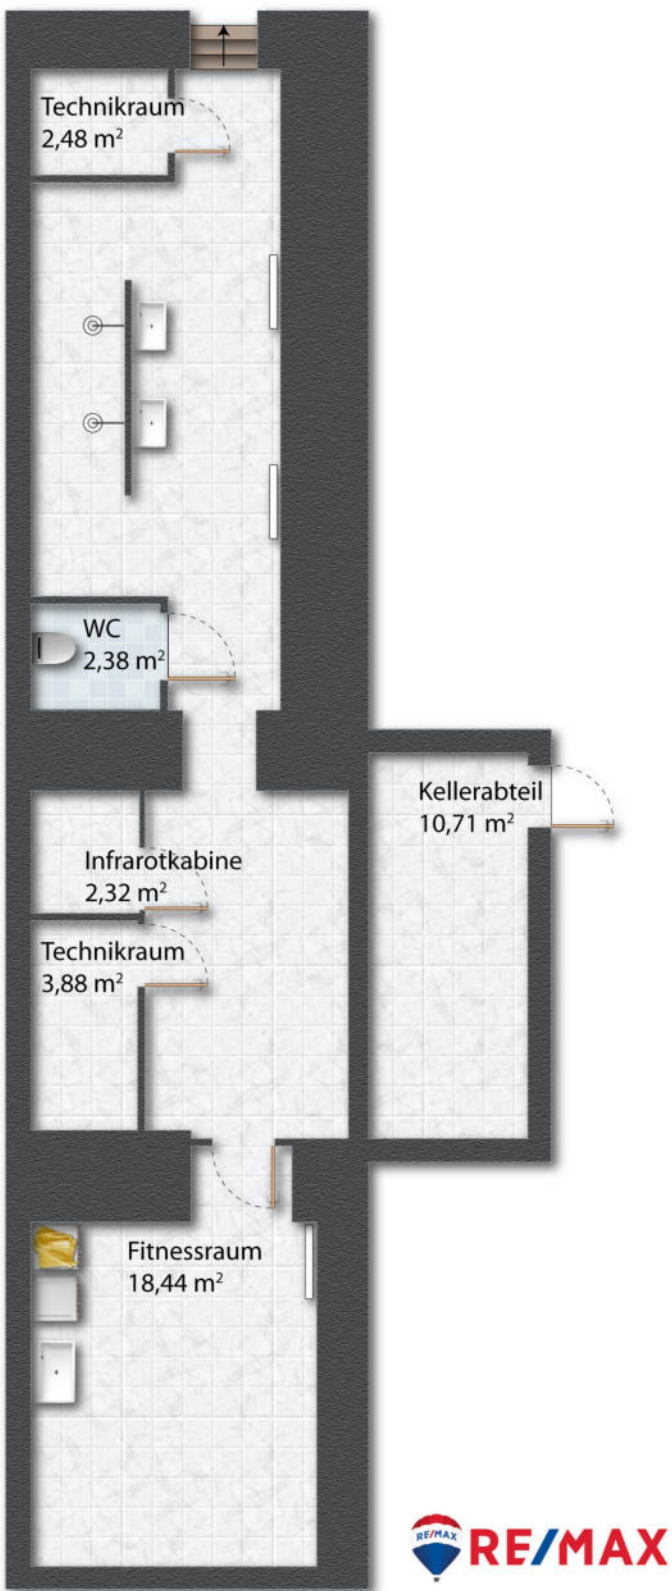 Technikraum
2,48 m²
WC
2,38 m²
Kellerabteil
10,71 m²
Infrarotkabine
2,32 m²
Technikraum
3,88 m²
Fitnessraum
18,44 m²
RE/MAX
RE/MAX